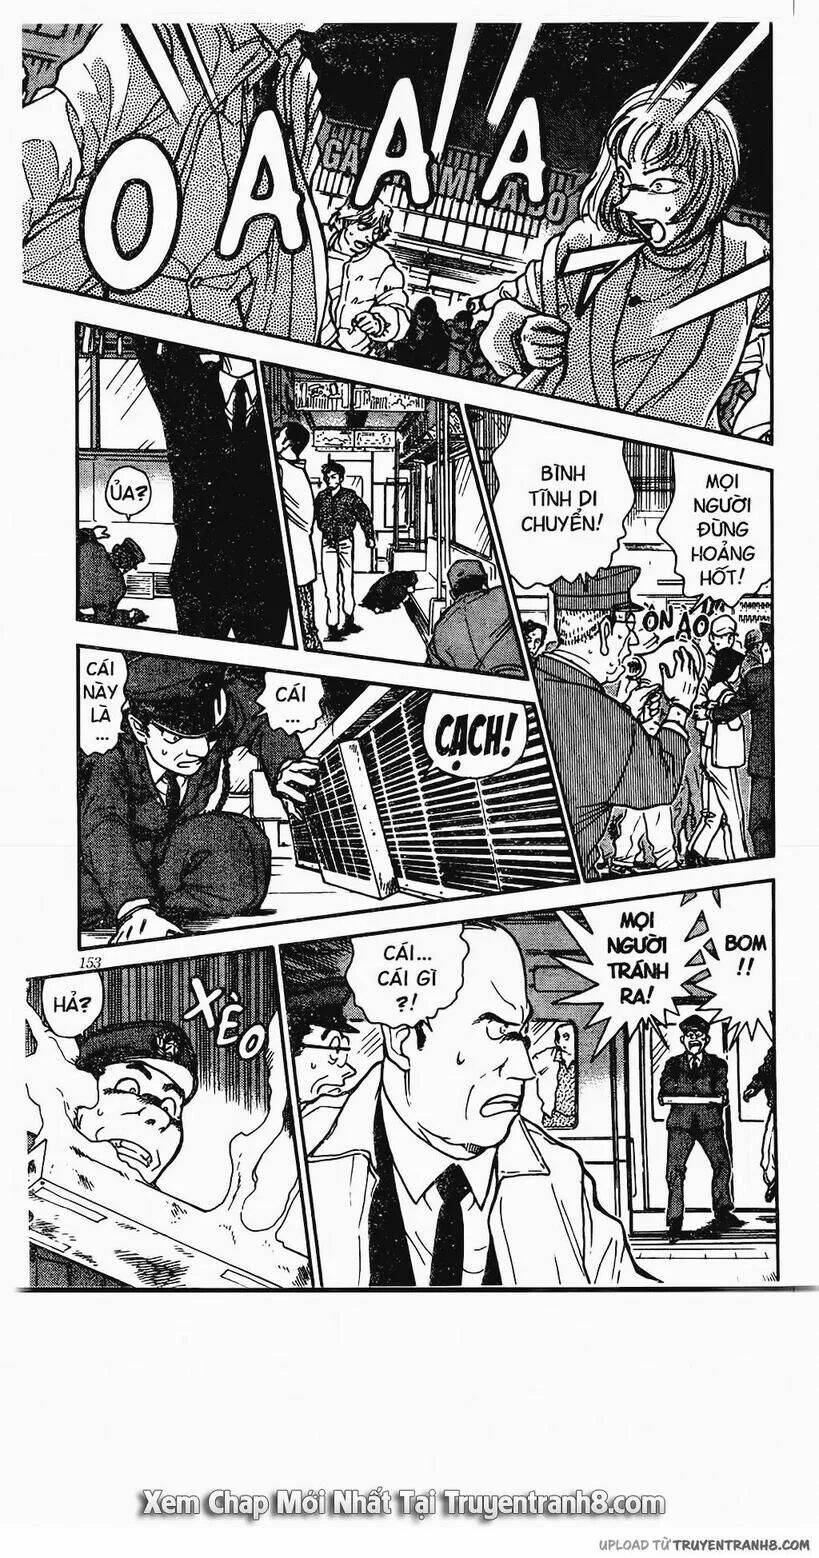 OAAA
GA
MIKAIDO
MỌI
NGƯỜI
ĐỪNG
HOẢNG
HỐT!
BÌNH
TĨNH DI
CHUYỂN!
ỒN ÀO
ỦA?
CẠCH!
CÁI
...
CÁI
NÀY
LÀ
...
BOM
!!
MỌI
NGƯỜI
TRÁNH
RA!
CÁI...
CÁI GÌ
?!
XÈO
HẢ?
153
Xem Chap Mới Nhất Tại Truyentranh8.com
UPLOAD TỪ TRUYENTRANH8.COM